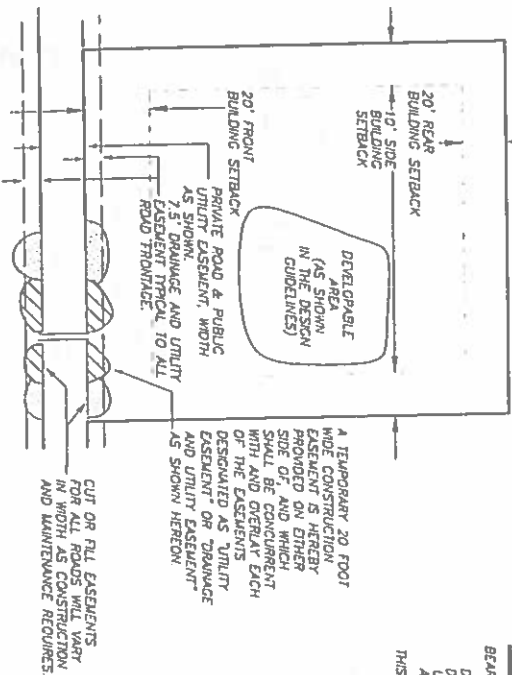 20' REAR
BUILDING SETBACK
10' SIDE
BUILDING
SETBACK
20' FRONT
BUILDING SETBACK
DEVELOPABLE
AREA
(AS SHOWN
IN THE DESIGN
GUIDELINES)
PRIVATE ROAD & PUBLIC
UTILITY EASEMENT, WIDTH
AS SHOWN.
7.5' DRAINAGE AND UTILITY
EASEMENT TYPICAL TO ALL
ROAD FRONTAGE.
A TEMPORARY 20 FOOT
WIDE CONSTRUCTION
EASEMENT IS HEREBY
PROVIDED ON EITHER
SIDE OF, AND WHICH
SHALL BE CONCURRENT
WITH AND OVERLAY EACH
OF THE EASEMENTS
DESIGNATED AS "UTILITY
EASEMENT" OR "DRAINAGE
AND UTILITY EASEMENT"
AS SHOWN HEREON.
CUT OR FILL EASEMENTS
FOR ALL ROADS WILL VARY
IN WIDTH AS CONSTRUCTION
AND MAINTENANCE REQUIRES.
BEAR
THIS